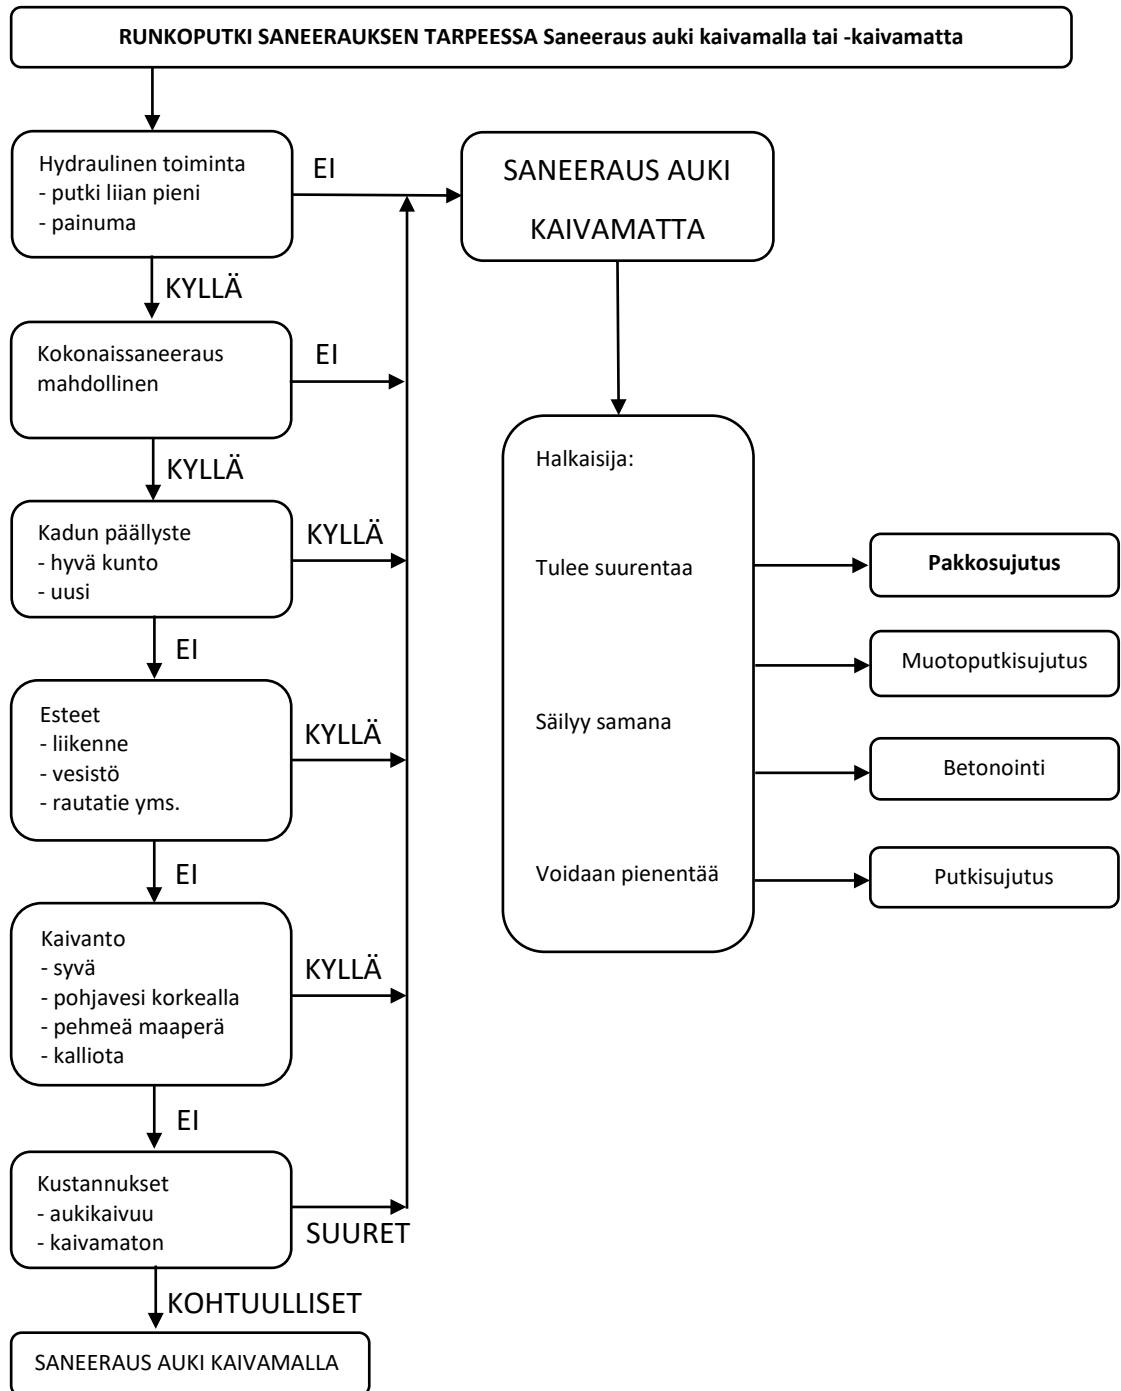 RUNKOPUTKI SANEERAUKSEN TARPEESSA Saneeraus auki kaivamalla tai -kaivamatta
Hydraulinen toiminta
- putki liian pieni
- painuma
EI
SANEERAUS AUKI
KAIVAMATTA
KYLLÄ
Kokonaissaneeraus
mahdollinen
EI
KYLLÄ
Kadun päällyste
- hyvä kunto
- uusi
KYLLÄ
EI
Esteet
- liikenne
- vesistö
- rautatie yms.
KYLLÄ
EI
Kaivanto
- syvä
- pohjavesi korkealla
- pehmeä maaperä
- kalliota
KYLLÄ
EI
Kustannukset
- aukikaivuu
- kaivamaton
SUURET
KOHTUULLISET
SANEERAUS AUKI KAIVAMALLA
Halkaisija:
Tulee suurentaa
Säilyy samana
Voidaan pienentää
Pakkosujutus
Muotoputkisujutus
Betonointi
Putkisujutus